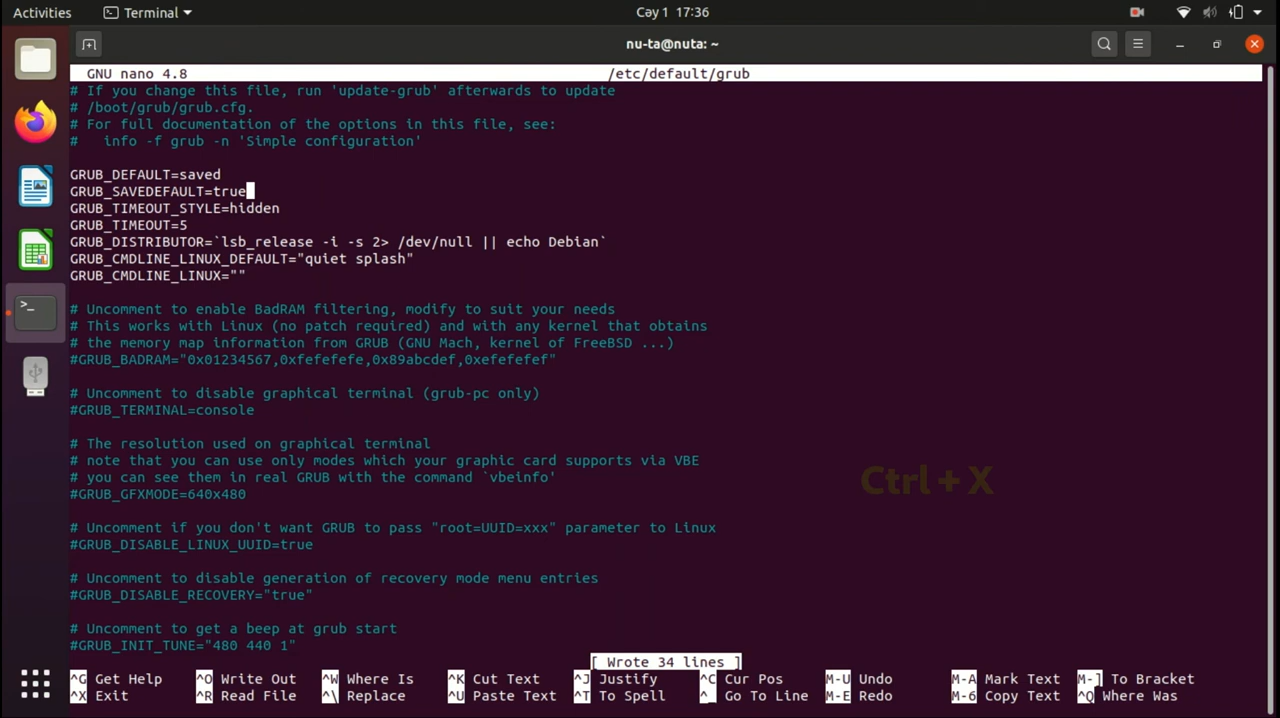 Activities
Terminal
Cəy 1 17:36
nu-ta@nuta: ~
GNU nano 4.8
/etc/default/grub
# If you change this file, run 'update-grub' afterwards to update
# /boot/grub/grub.cfg.
# For full documentation of the options in this file, see:
#   info -f grub -n 'Simple configuration'
GRUB_DEFAULT=saved
GRUB_SAVEDEFAULT=true
GRUB_TIMEOUT_STYLE=hidden
GRUB_TIMEOUT=5
GRUB_DISTRIBUTOR=`lsb_release -i -s 2> /dev/null || echo Debian`
GRUB_CMDLINE_LINUX_DEFAULT="quiet splash"
GRUB_CMDLINE_LINUX=""
# Uncomment to enable BadRAM filtering, modify to suit your needs
# This works with Linux (no patch required) and with any kernel that obtains
# the memory map information from GRUB (GNU Mach, kernel of FreeBSD ...)
#GRUB_BADRAM="0x01234567,0xfefefefe,0x89abcdef,0xefefefef"
# Uncomment to disable graphical terminal (grub-pc only)
#GRUB_TERMINAL=console
# The resolution used on graphical terminal
# note that you can use only modes which your graphic card supports via VBE
# you can see them in real GRUB with the command `vbeinfo'
#GRUB_GFXMODE=640x480
Ctrl + X
# Uncomment if you don't want GRUB to pass "root=UUID=xxx" parameter to Linux
#GRUB_DISABLE_LINUX_UUID=true
# Uncomment to disable generation of recovery mode menu entries
#GRUB_DISABLE_RECOVERY="true"
# Uncomment to get a beep at grub start
#GRUB_INIT_TUNE="480 440 1"
[ Wrote 34 lines ]
^G Get Help ^O Write Out ^W Where Is ^K Cut Text ^J Justify ^C Cur Pos M-U Undo M-A Mark Text M-] To Bracket
^X Exit ^R Read File ^\ Replace ^U Paste Text ^T To Spell ^_ Go To Line M-E Redo M-6 Copy Text ^Q Where Was